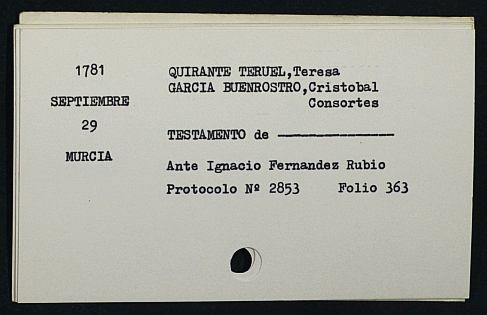 1781
SEPTIEMBRE
29
MURCIA
QUIRANTE TERUEL,Teresa
GARCIA BUENROSTRO,Cristobal
Consortes
TESTAMENTO de ----------------
Ante Ignacio Fernandez Rubio
Protocolo Nº 2853 Folio 363